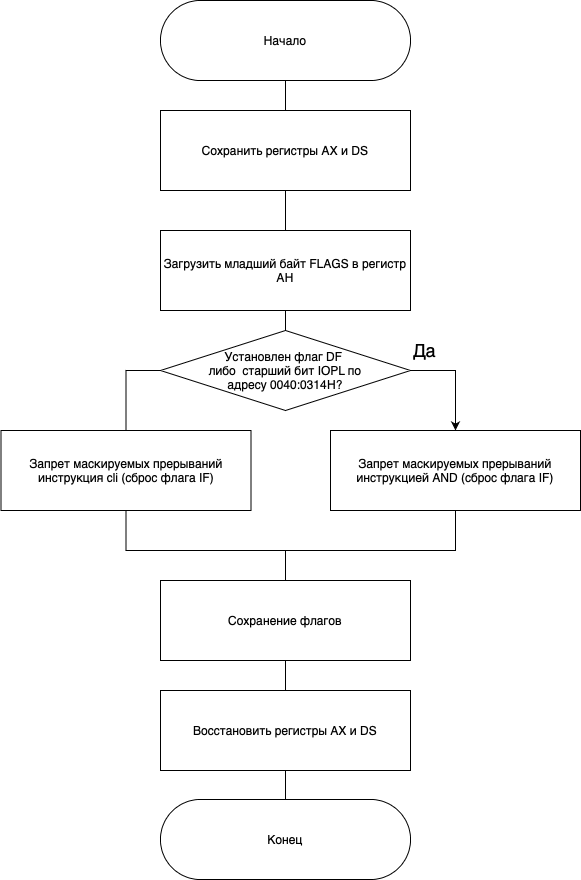 Начало
Сохранить регистры AX и DS
Загрузить младший байт FLAGS в регистр
AH
Установлен флаг DF
либо старший бит IOPL по
адресу 0040:0314H?
Да
Запрет маскируемых прерываний
инструкция cli (сброс флага IF)
Запрет маскируемых прерываний
инструкцией AND (сброс флага IF)
Сохранение флагов
Восстановить регистры AX и DS
Конец